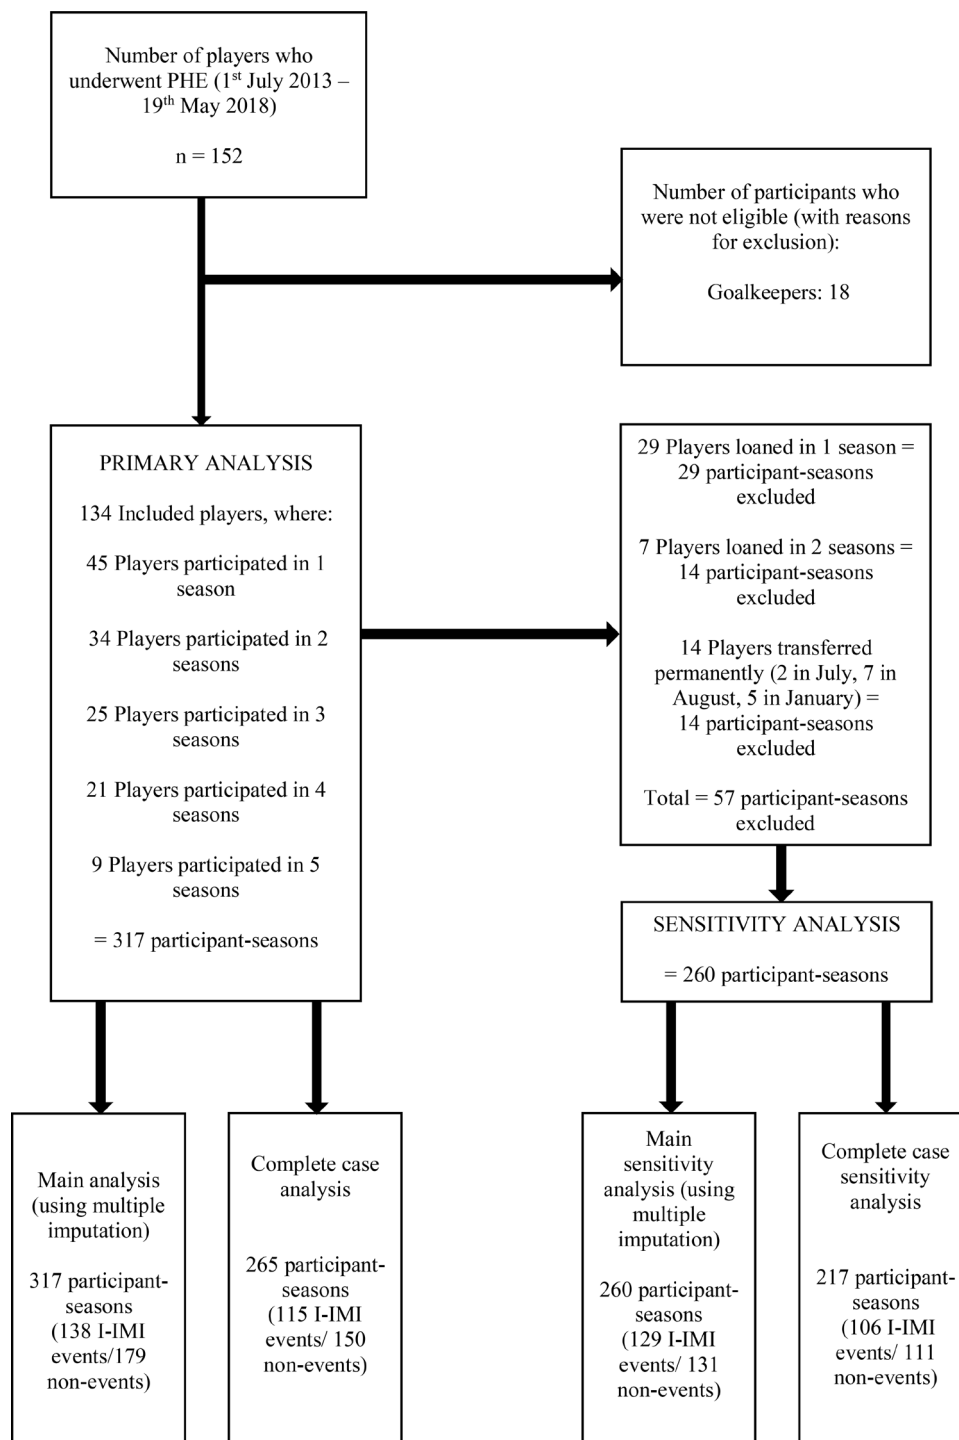 Number of players who
underwent PHE (1st July 2013 –
19th May 2018)
n = 152
Number of participants who
were not eligible (with reasons
for exclusion):
Goalkeepers: 18
PRIMARY ANALYSIS
134 Included players, where:
45 Players participated in 1
season
34 Players participated in 2
seasons
25 Players participated in 3
seasons
21 Players participated in 4
seasons
9 Players participated in 5
seasons
= 317 participant-seasons
29 Players loaned in 1 season =
29 participant-seasons
excluded
7 Players loaned in 2 seasons =
14 participant-seasons
excluded
14 Players transferred
permanently (2 in July, 7 in
August, 5 in January) =
14 participant-seasons
excluded
Total = 57 participant-seasons
excluded
SENSITIVITY ANALYSIS
= 260 participant-seasons
Main analysis
(using multiple
imputation)
317 participant-
seasons
(138 I-IMI
events/179
non-events)
Complete case
analysis
265 participant-
seasons
(115 I-IMI
events/ 150
non-events)
Main
sensitivity
analysis (using
multiple
imputation)
260 participant-
seasons
(129 I-IMI
events/ 131
non-events)
Complete case
sensitivity
analysis
217 participant-
seasons
(106 I-IMI
events/ 111
non-events)